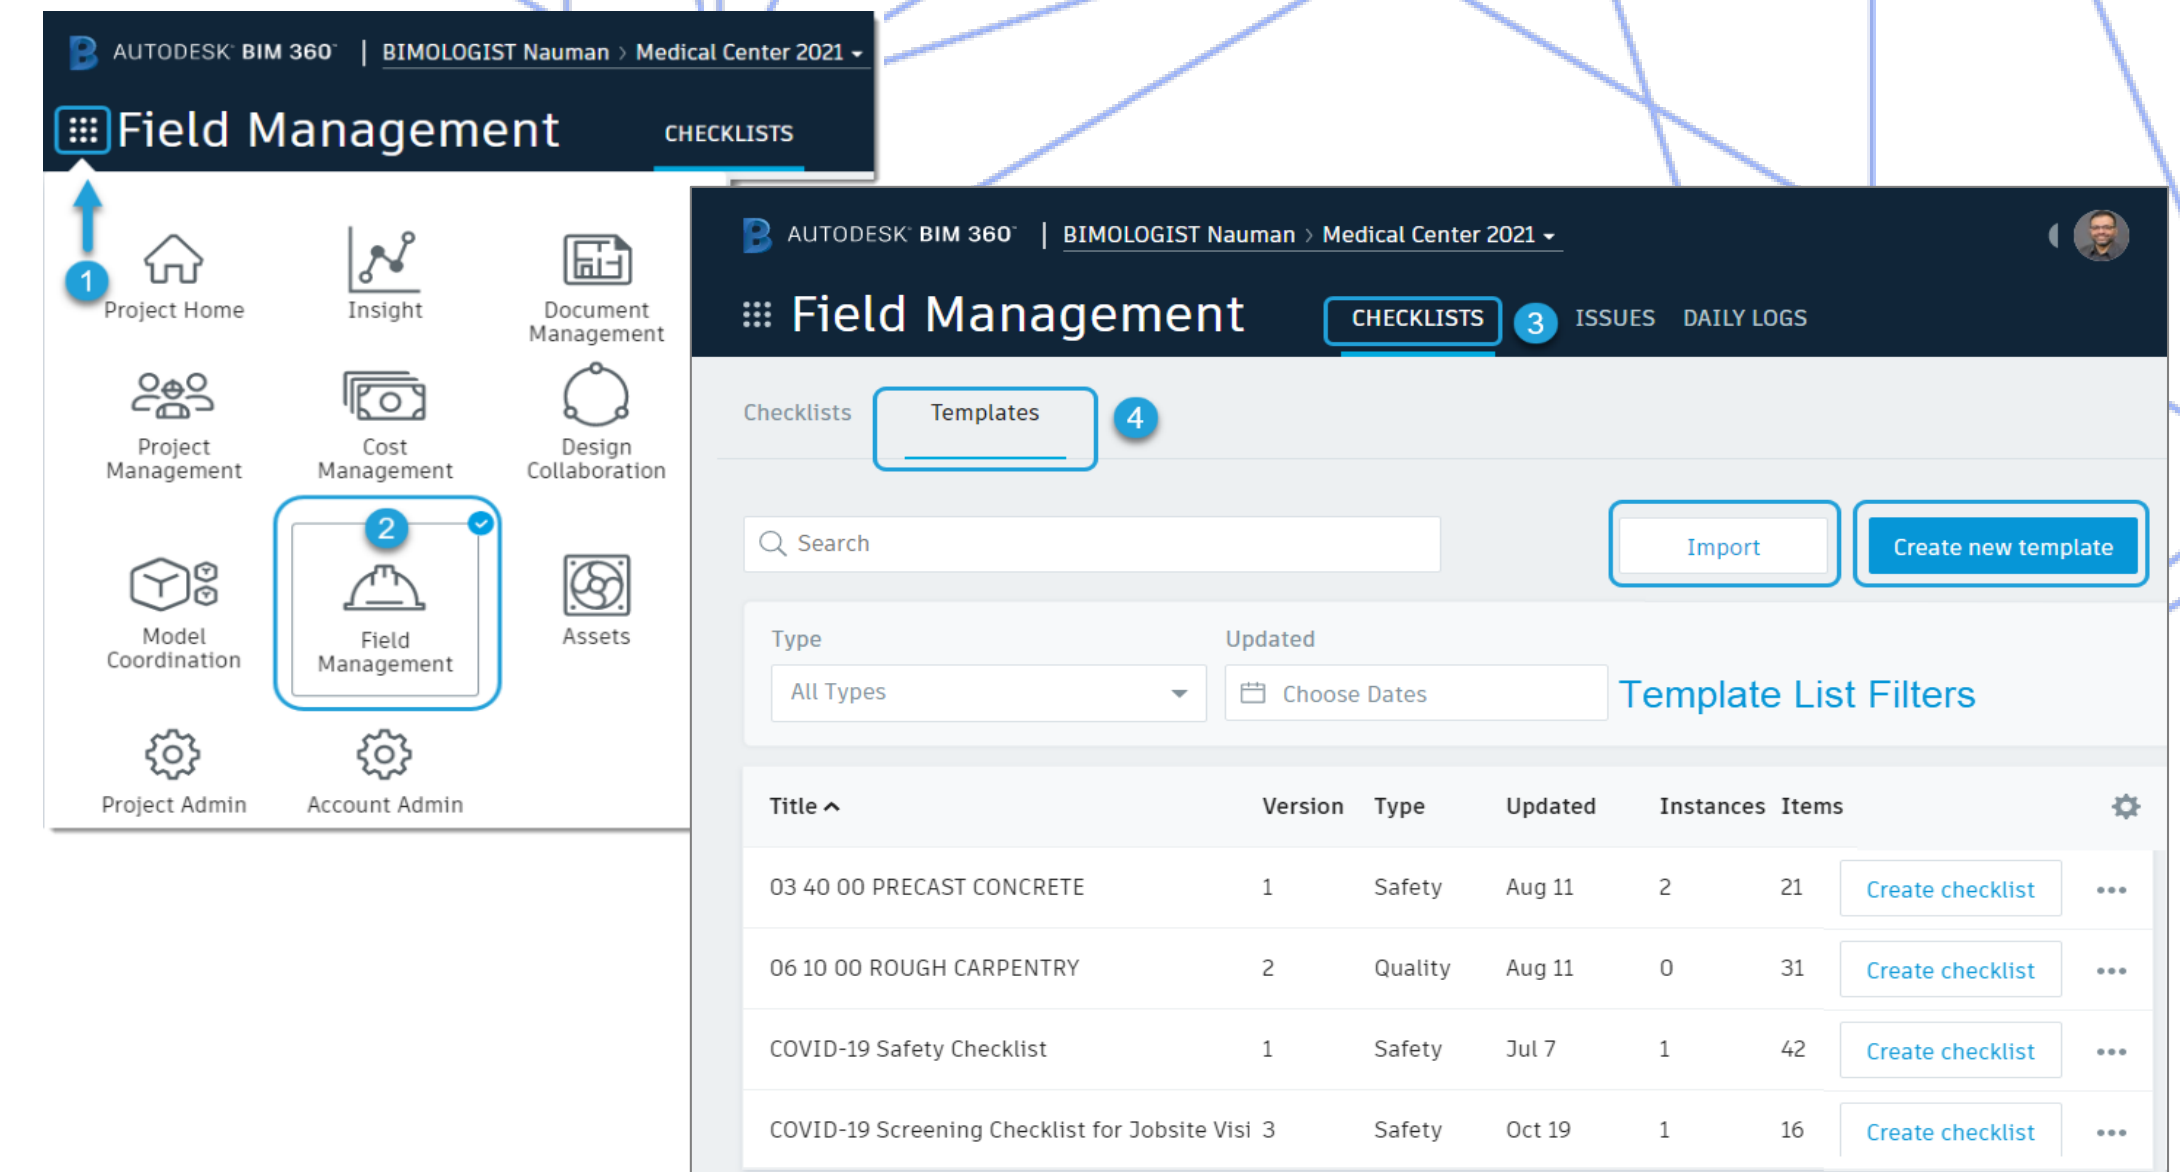 AUTODESK® BIM 360™ | BIMOLOGIST Nauman > Medical Center 2021
Field Management CHECKLISTS
1
Project Home
Insight
Document
Management
Project
Management
Cost
Management
Design
Collaboration
2
Model
Coordination
Field
Management
Assets
Project Admin
Account Admin
AUTODESK® BIM 360™ | BIMOLOGIST Nauman > Medical Center 2021
Field Management CHECKLISTS 3 ISSUES DAILY LOGS
Checklists Templates 4
Search Import Create new template
Type Updated
All Types Choose Dates Template List Filters
Title Version Type Updated Instances Items
03 40 00 PRECAST CONCRETE 1 Safety Aug 11 2 21 Create checklist
06 10 00 ROUGH CARPENTRY 2 Quality Aug 11 0 31 Create checklist
COVID-19 Safety Checklist 1 Safety Jul 7 1 42 Create checklist
COVID-19 Screening Checklist for Jobsite Visi 3 Safety Oct 19 1 16 Create checklist